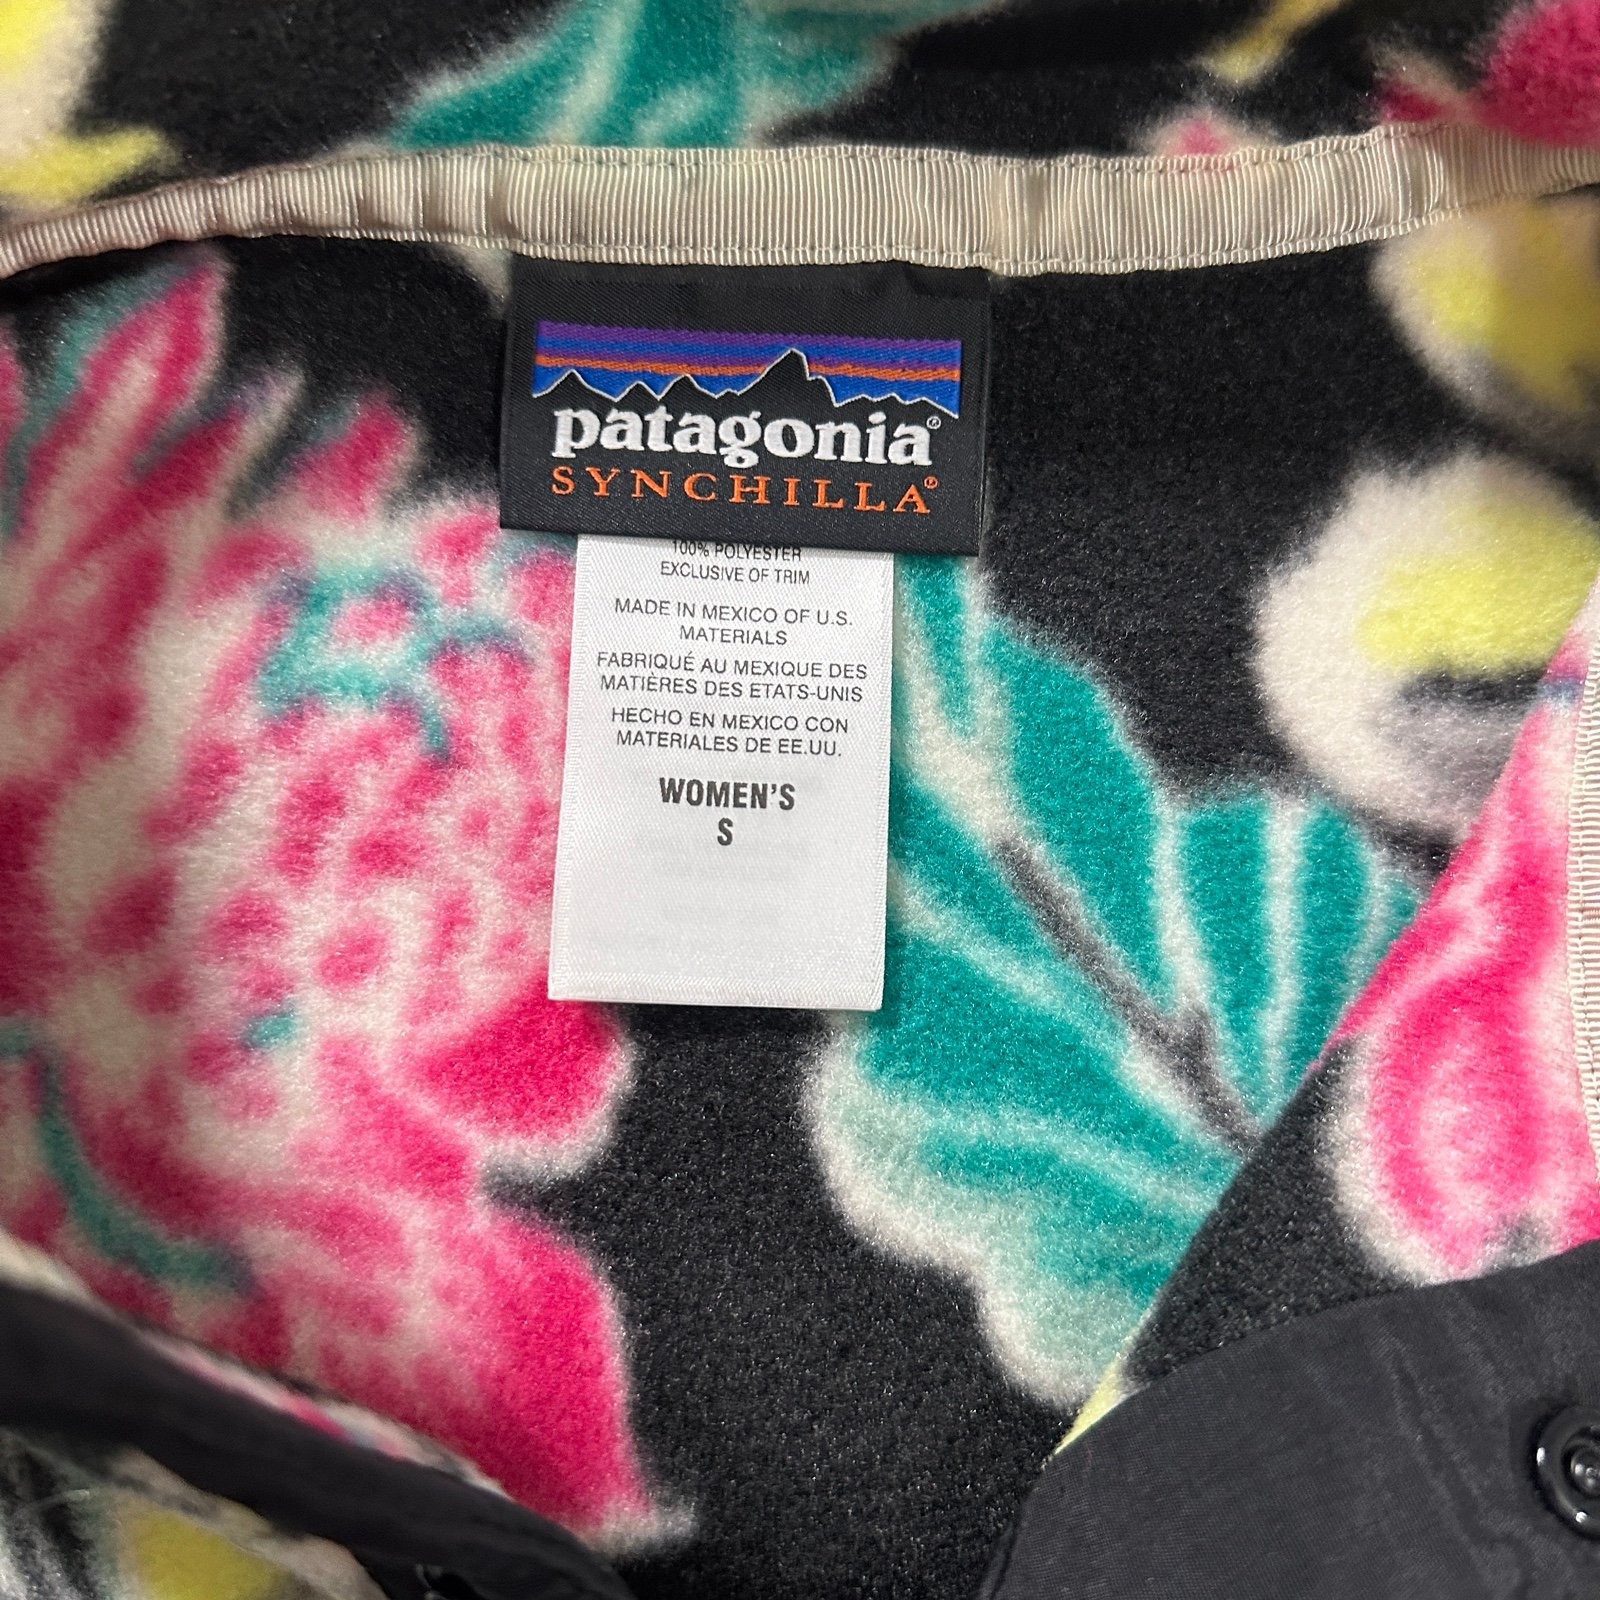 patagonia®
SYNCHILLA®
100% POLYESTER
EXCLUSIVE OF TRIM
MADE IN MEXICO OF U.S.
MATERIALS
FABRIQUÉ AU MEXIQUE DES
MATIÈRES DES ETATS-UNIS
HECHO EN MEXICO CON
MATERIALES DE EE.UU.
WOMEN'S
S